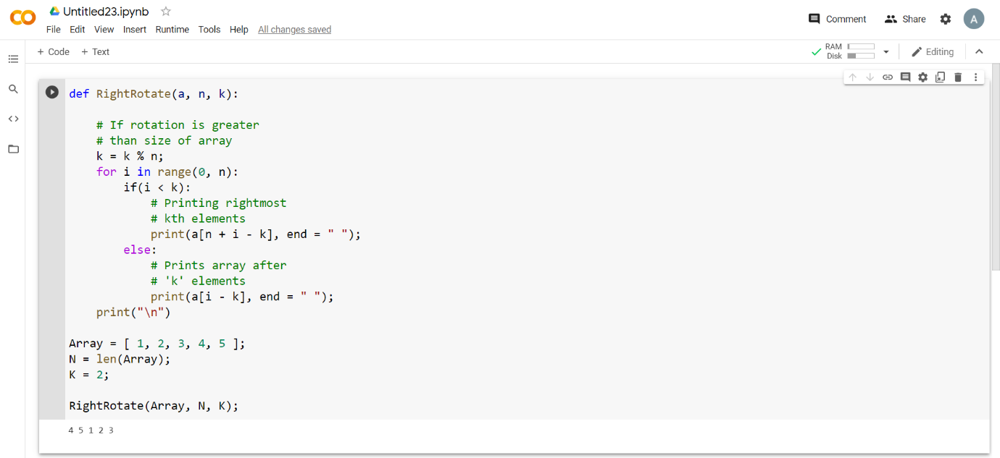 Untitled23.ipynb
File Edit View Insert Runtime Tools Help All changes saved
Comment Share A
+ Code + Text
RAM
Disk
Editing
def RightRotate(a, n, k):
# If rotation is greater
# than size of array
k = k % n;
for i in range(0, n):
if(i < k):
# Printing rightmost
# kth elements
print(a[n + i - k], end = " ");
else:
# Prints array after
# 'k' elements
print(a[i - k], end = " ");
print("\n")
Array = [ 1, 2, 3, 4, 5 ];
N = len(Array);
K = 2;
RightRotate(Array, N, K);
4 5 1 2 3